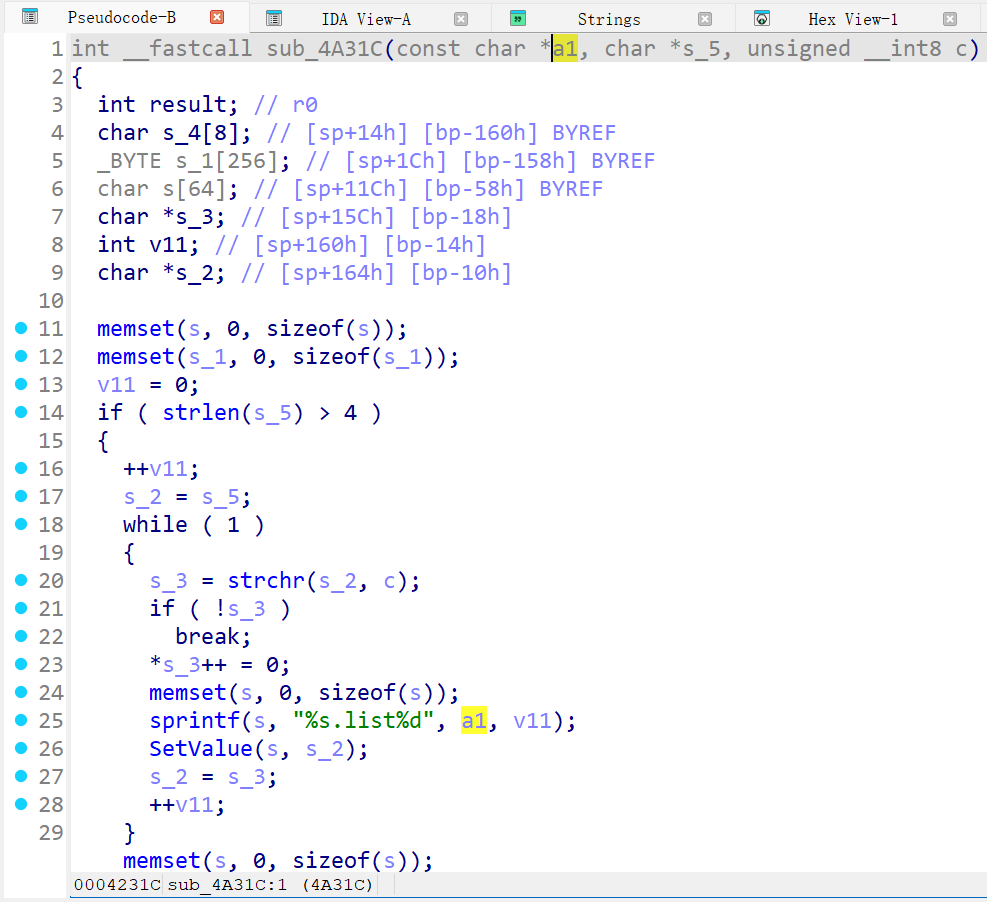 Pseudocode-B IDA View-A Strings Hex View-1
1 int __fastcall sub_4A31C(const char *a1, char *s_5, unsigned __int8 c)
2 {
3 int result; // r0
4 char s_4[8]; // [sp+14h] [bp-160h] BYREF
5 _BYTE s_1[256]; // [sp+1Ch] [bp-158h] BYREF
6 char s[64]; // [sp+11Ch] [bp-58h] BYREF
7 char *s_3; // [sp+15Ch] [bp-18h]
8 int v11; // [sp+160h] [bp-14h]
9 char *s_2; // [sp+164h] [bp-10h]
10
11 memset(s, 0, sizeof(s));
12 memset(s_1, 0, sizeof(s_1));
13 v11 = 0;
14 if ( strlen(s_5) > 4 )
15 {
16 ++v11;
17 s_2 = s_5;
18 while ( 1 )
19 {
20 s_3 = strchr(s_2, c);
21 if ( !s_3 )
22 break;
23 *s_3++ = 0;
24 memset(s, 0, sizeof(s));
25 sprintf(s, "%s.list%d", a1, v11);
26 SetValue(s, s_2);
27 s_2 = s_3;
28 ++v11;
29 }
memset(s, 0, sizeof(s));
0004231C sub_4A31C:1 (4A31C)